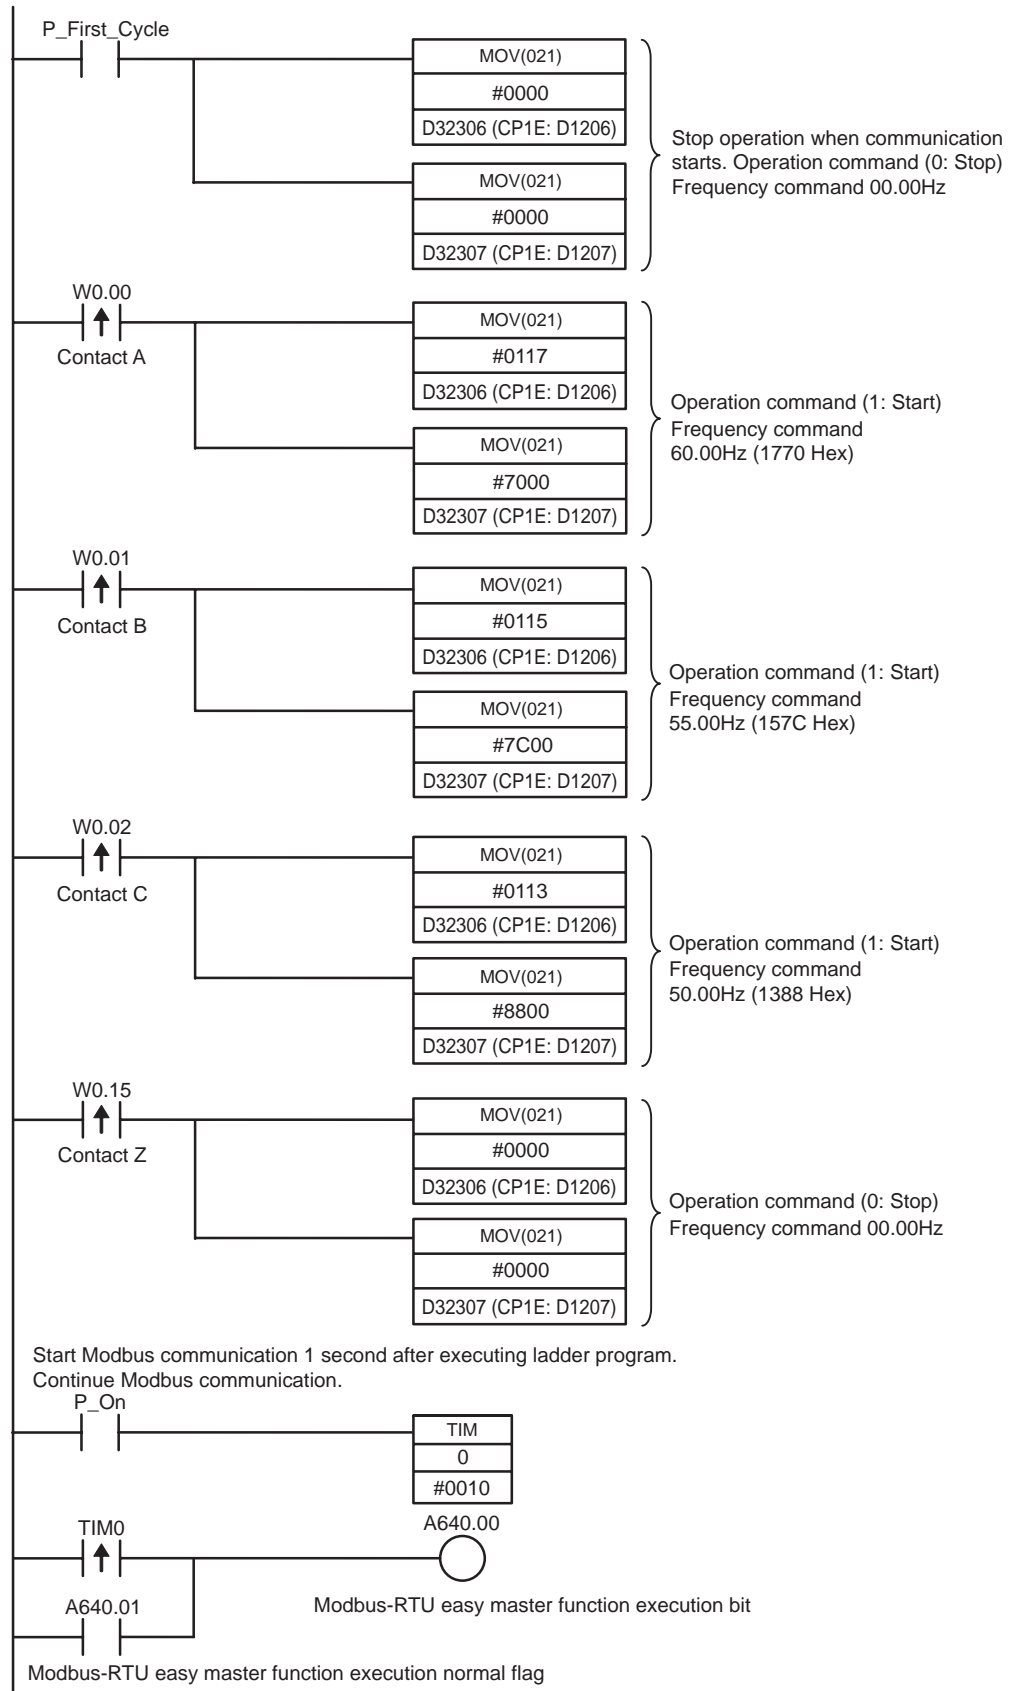 P_First_Cycle
MOV(021)
#0000
D32306 (CP1E: D1206)
MOV(021)
#0000
D32307 (CP1E: D1207)
Stop operation when communication
starts. Operation command (0: Stop)
Frequency command 00.00Hz
W0.00
Contact A
MOV(021)
#0117
D32306 (CP1E: D1206)
MOV(021)
#7000
D32307 (CP1E: D1207)
Operation command (1: Start)
Frequency command
60.00Hz (1770 Hex)
W0.01
Contact B
MOV(021)
#0115
D32306 (CP1E: D1206)
MOV(021)
#7C00
D32307 (CP1E: D1207)
Operation command (1: Start)
Frequency command
55.00Hz (157C Hex)
W0.02
Contact C
MOV(021)
#0113
D32306 (CP1E: D1206)
MOV(021)
#8800
D32307 (CP1E: D1207)
Operation command (1: Start)
Frequency command
50.00Hz (1388 Hex)
W0.15
Contact Z
MOV(021)
#0000
D32306 (CP1E: D1206)
MOV(021)
#0000
D32307 (CP1E: D1207)
Operation command (0: Stop)
Frequency command 00.00Hz
Start Modbus communication 1 second after executing ladder program.
Continue Modbus communication.
P_On
TIM
0
#0010
TIM0
A640.00
A640.01
Modbus-RTU easy master function execution bit
Modbus-RTU easy master function execution normal flag